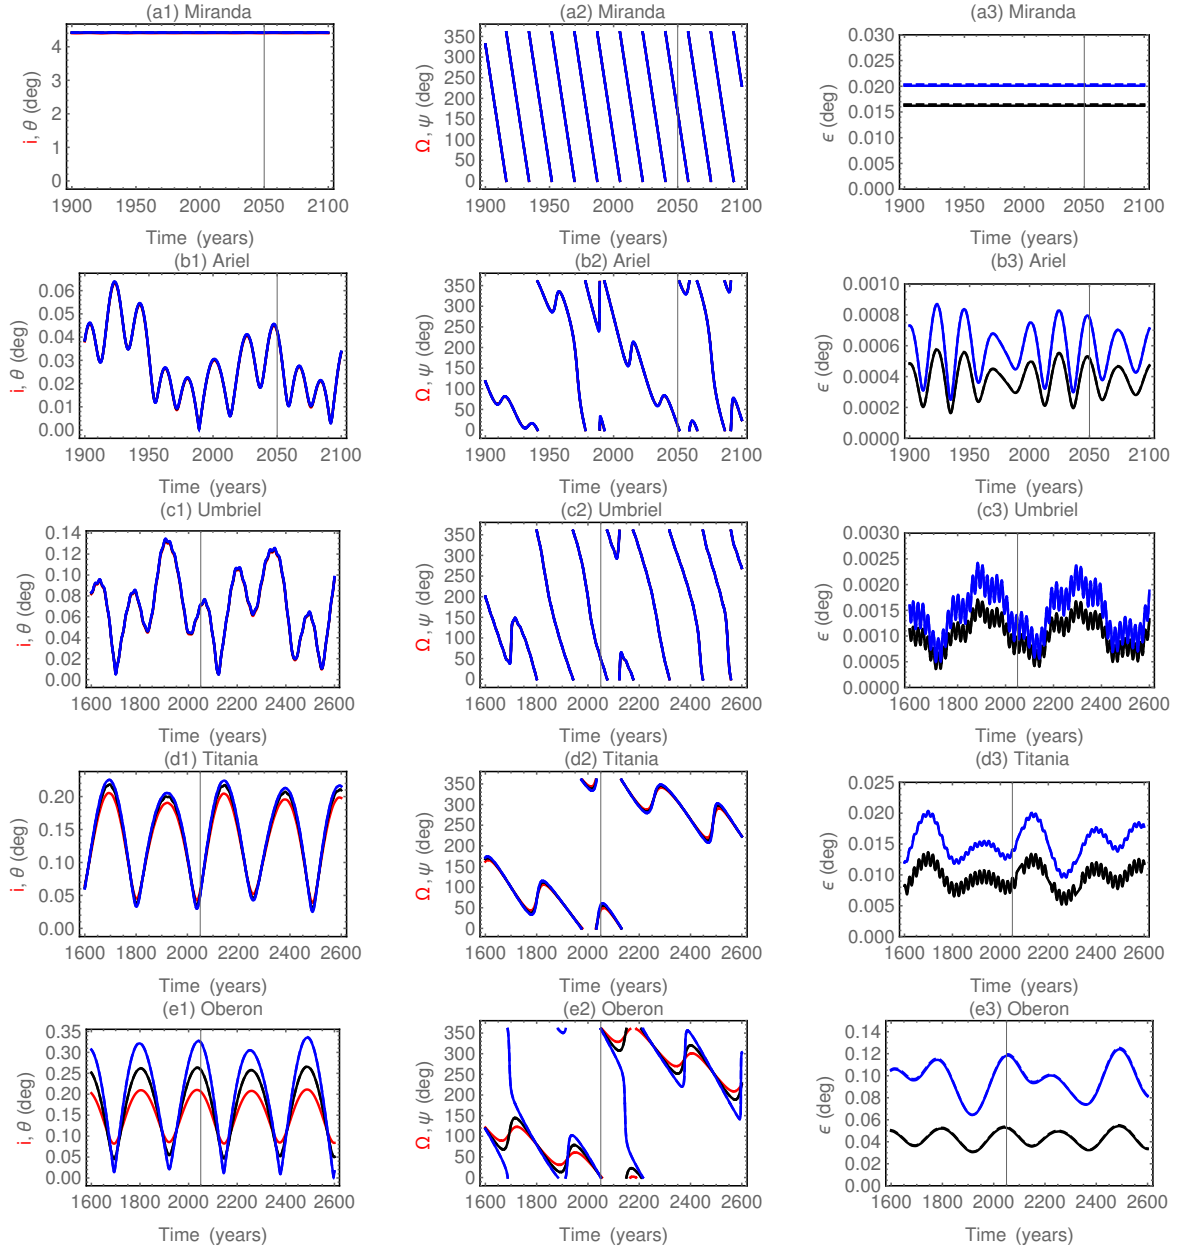 (a1) Miranda
i, θ (deg)
4
3
2
1
0
1900 1950 2000 2050 2100
Time (years)
(a2) Miranda
Ω, ψ (deg)
350
300
250
200
150
100
50
0
1900 1950 2000 2050 2100
Time (years)
(a3) Miranda
ϵ (deg)
0.030
0.025
0.020
0.015
0.010
0.005
0.000
1900 1950 2000 2050 2100
Time (years)
(b1) Ariel
i, θ (deg)
0.06
0.05
0.04
0.03
0.02
0.01
0.00
1900 1950 2000 2050 2100
Time (years)
(b2) Ariel
Ω, ψ (deg)
350
300
250
200
150
100
50
0
1900 1950 2000 2050 2100
Time (years)
(b3) Ariel
ϵ (deg)
0.0010
0.0008
0.0006
0.0004
0.0002
0.0000
1900 1950 2000 2050 2100
Time (years)
(c1) Umbriel
i, θ (deg)
0.14
0.12
0.10
0.08
0.06
0.04
0.02
0.00
1600 1800 2000 2200 2400 2600
Time (years)
(c2) Umbriel
Ω, ψ (deg)
350
300
250
200
150
100
50
0
1600 1800 2000 2200 2400 2600
Time (years)
(c3) Umbriel
ϵ (deg)
0.0030
0.0025
0.0020
0.0015
0.0010
0.0005
0.0000
1600 1800 2000 2200 2400 2600
Time (years)
(d1) Titania
i, θ (deg)
0.20
0.15
0.10
0.05
0.00
1600 1800 2000 2200 2400 2600
Time (years)
(d2) Titania
Ω, ψ (deg)
350
300
250
200
150
100
50
0
1600 1800 2000 2200 2400 2600
Time (years)
(d3) Titania
ϵ (deg)
0.025
0.020
0.015
0.010
0.005
0.000
1600 1800 2000 2200 2400 2600
Time (years)
(e1) Oberon
i, θ (deg)
0.35
0.30
0.25
0.20
0.15
0.10
0.05
0.00
1600 1800 2000 2200 2400 2600
Time (years)
(e2) Oberon
Ω, ψ (deg)
350
300
250
200
150
100
50
0
1600 1800 2000 2200 2400 2600
Time (years)
(e3) Oberon
ϵ (deg)
0.14
0.12
0.10
0.08
0.06
0.04
0.02
0.00
1600 1800 2000 2200 2400 2600
Time (years)